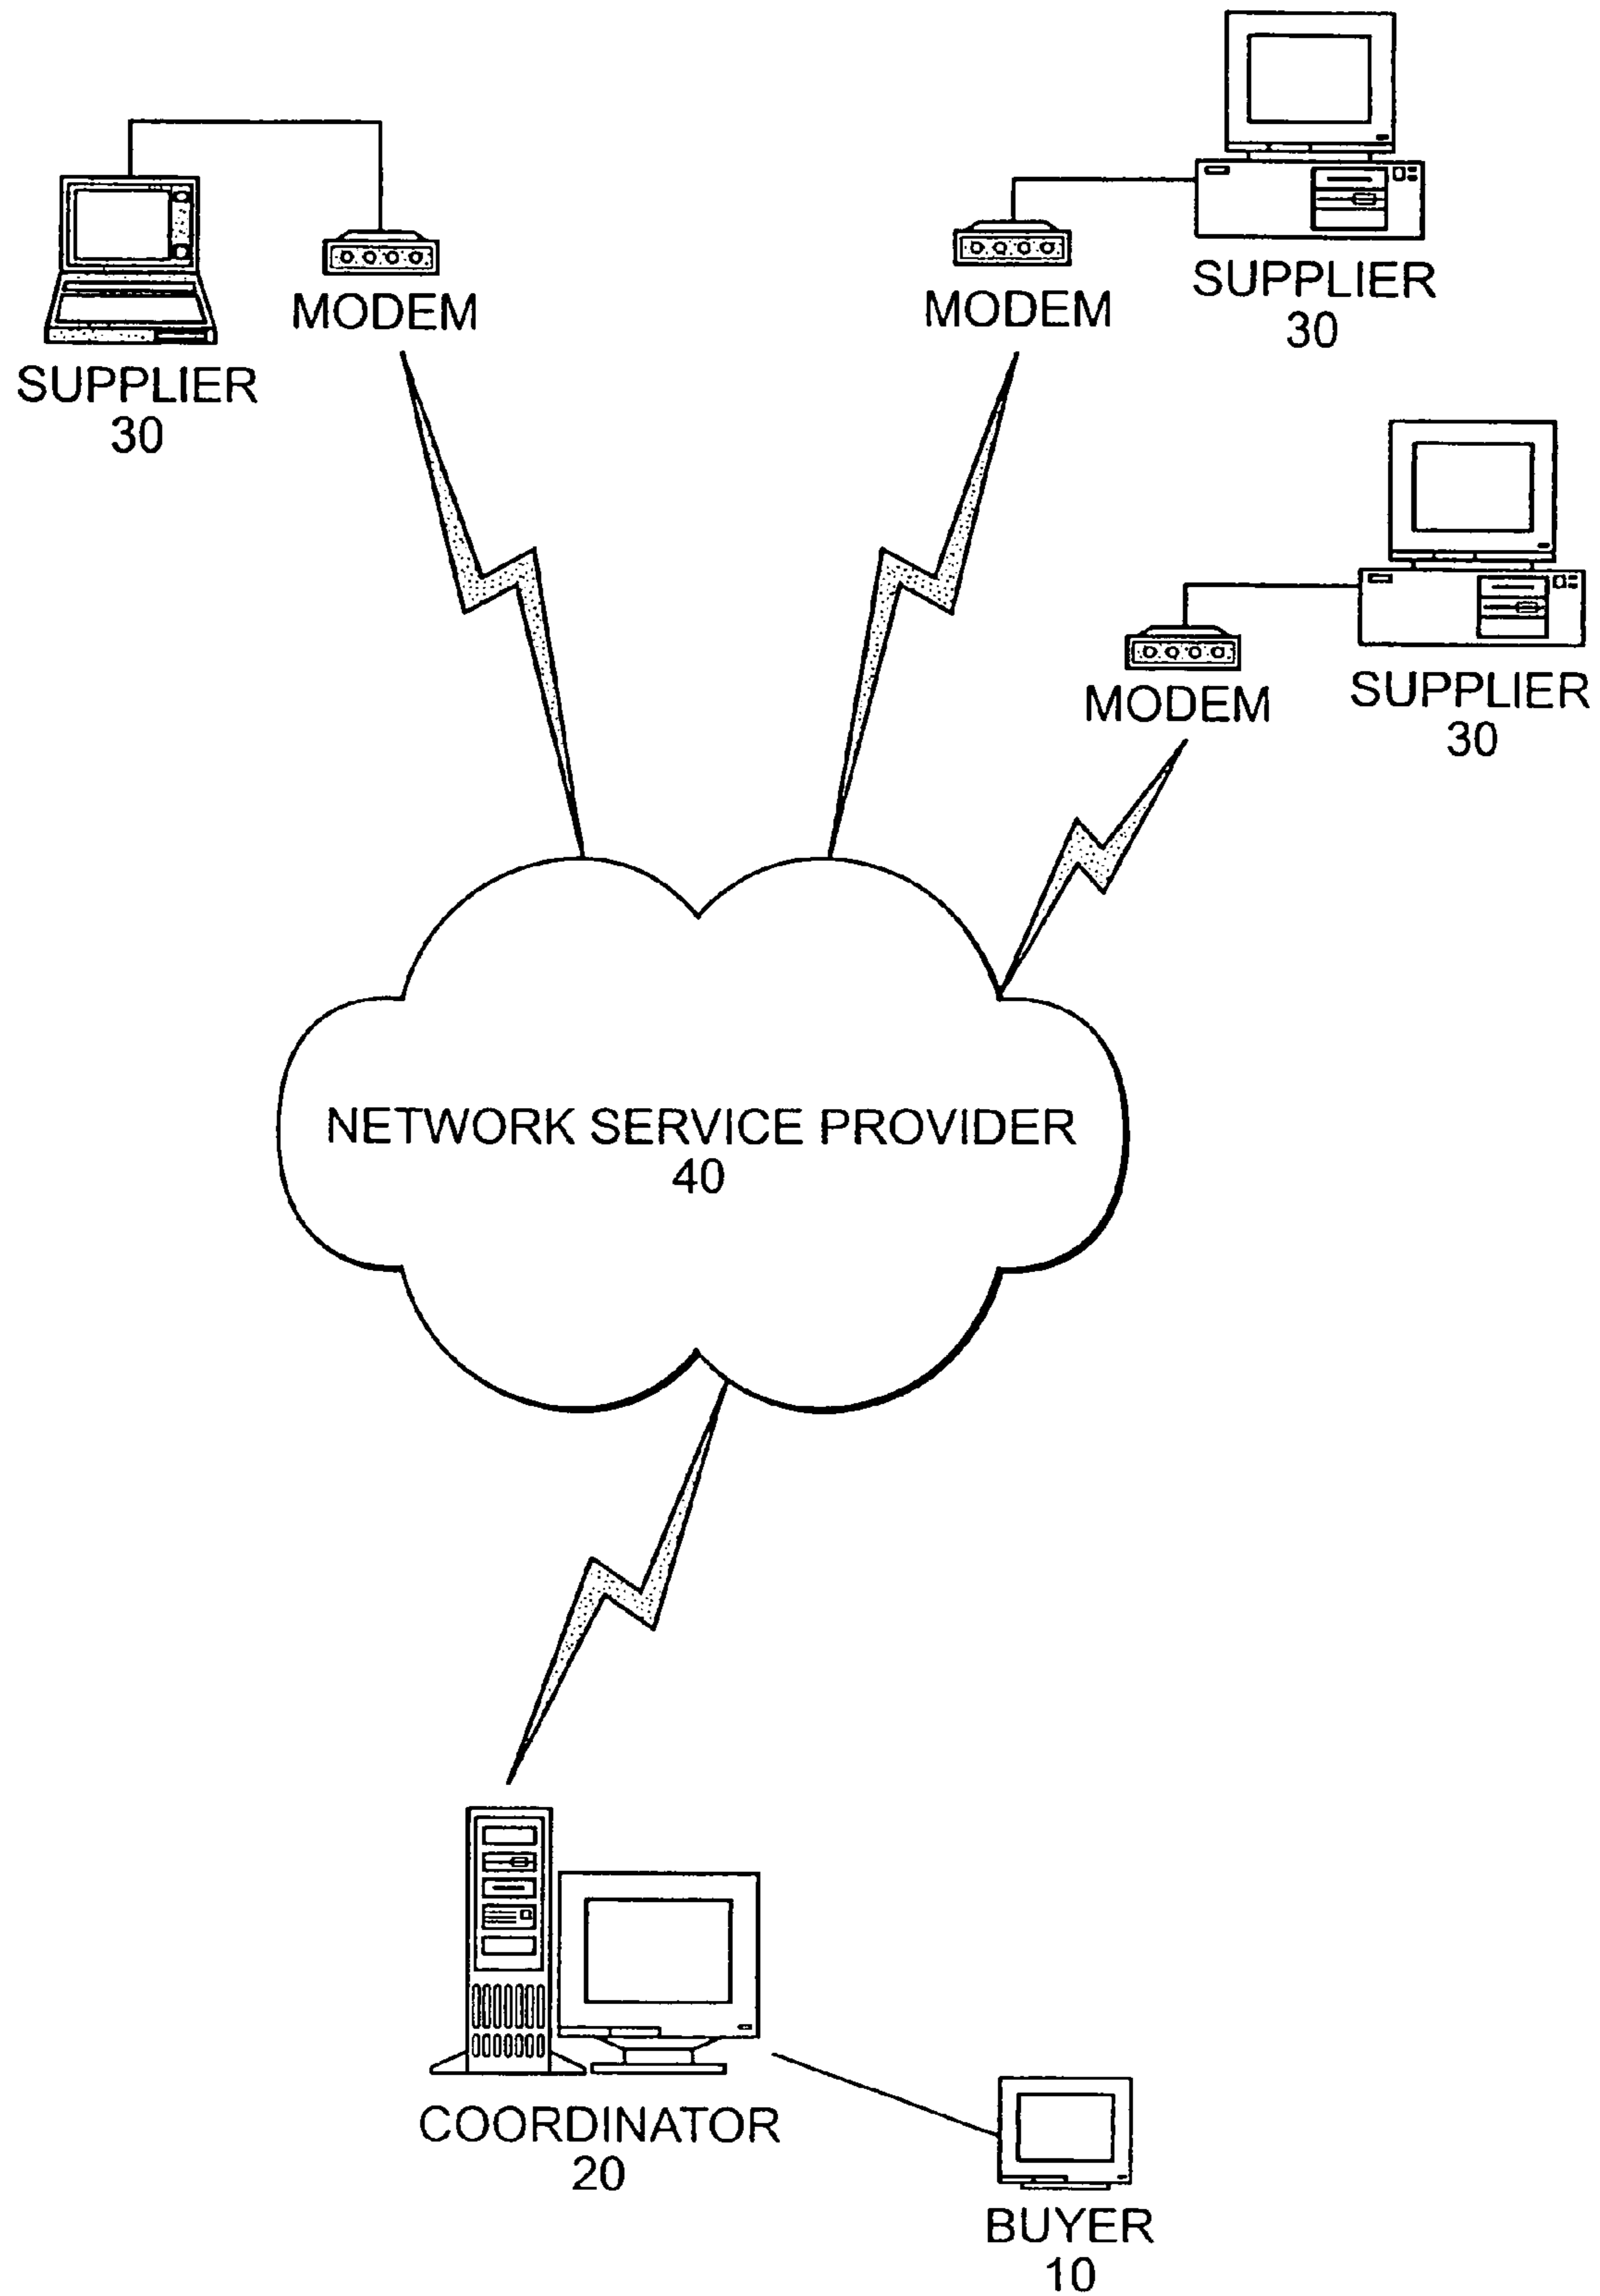 SUPPLIER
30
MODEM
MODEM
SUPPLIER
30
MODEM
SUPPLIER
30
NETWORK SERVICE PROVIDER
40
COORDINATOR
20
BUYER
10